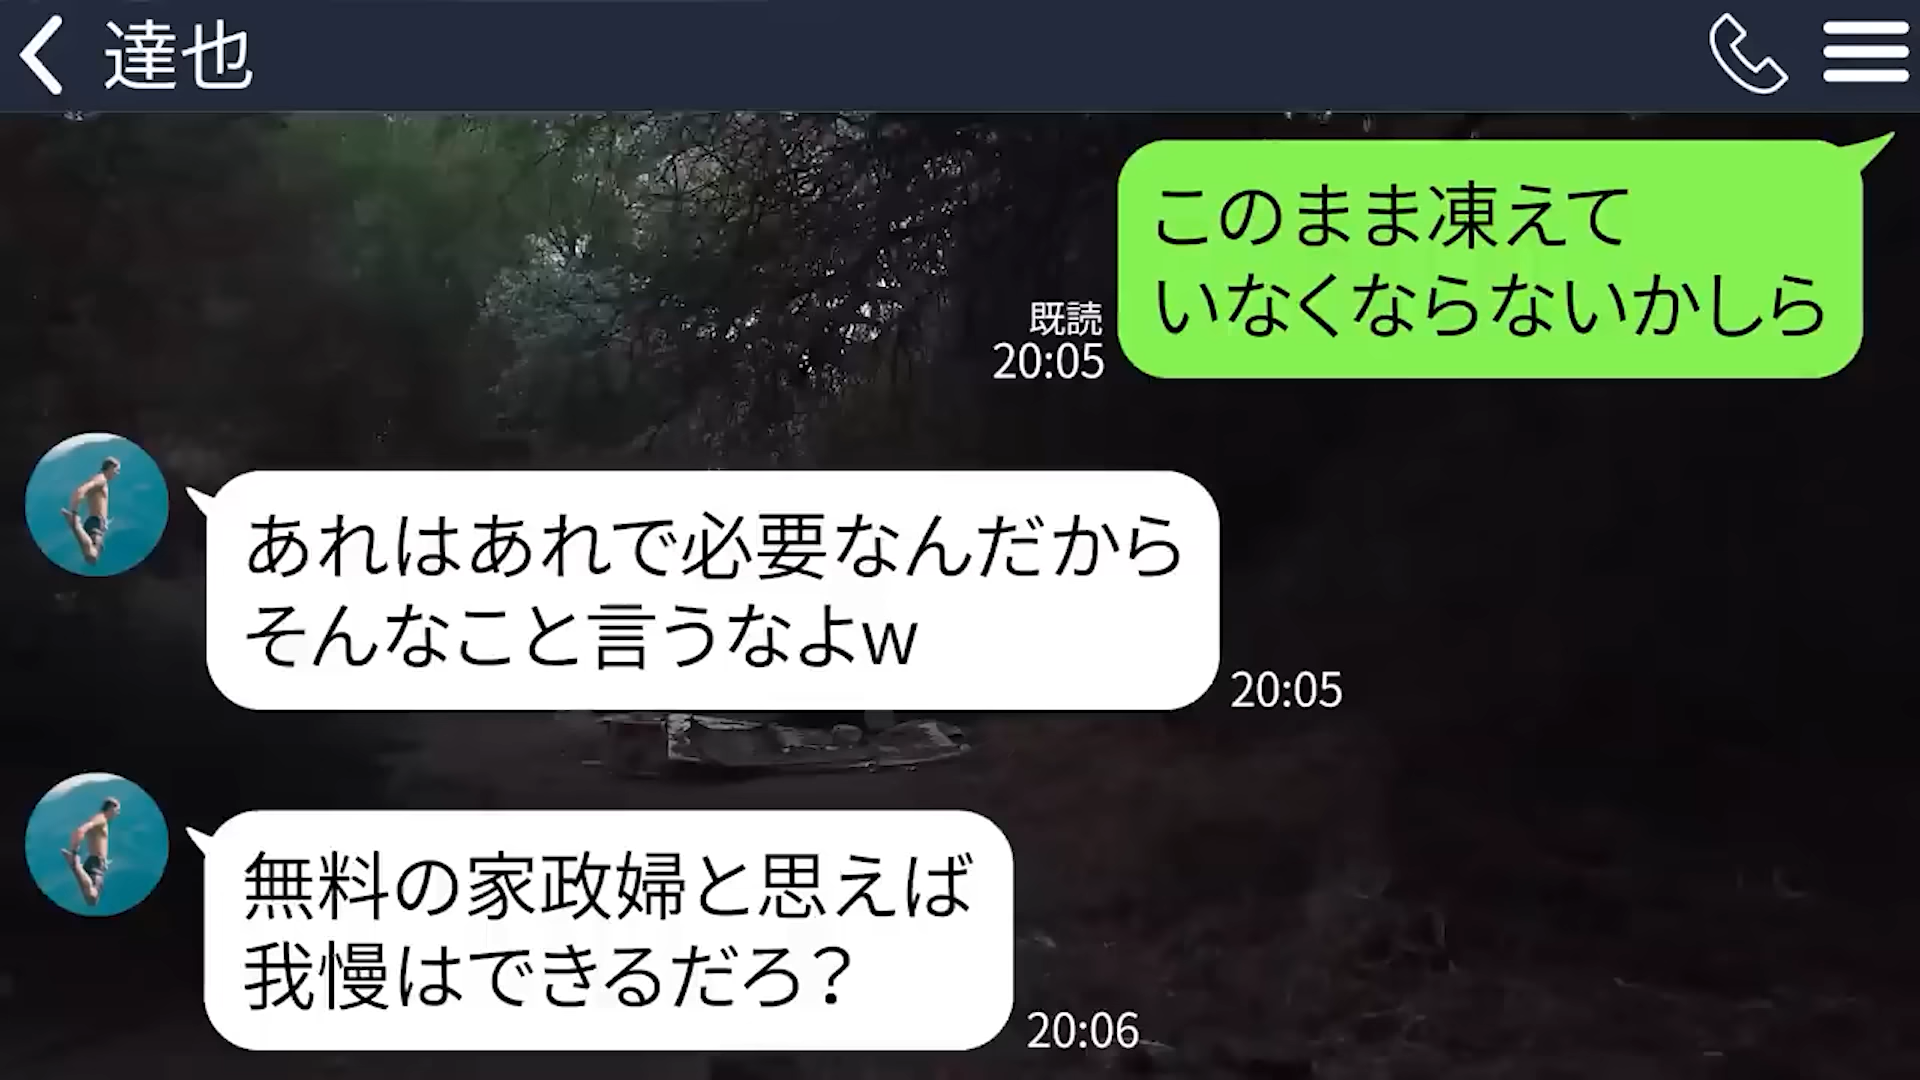 達也
このまま凍えて
いなくならないかしら
既読
20:05
あれはあれで必要なんだから
そんなこと言うなよw
20:05
無料の家政婦と思えば
我慢はできるだろ？
20:06